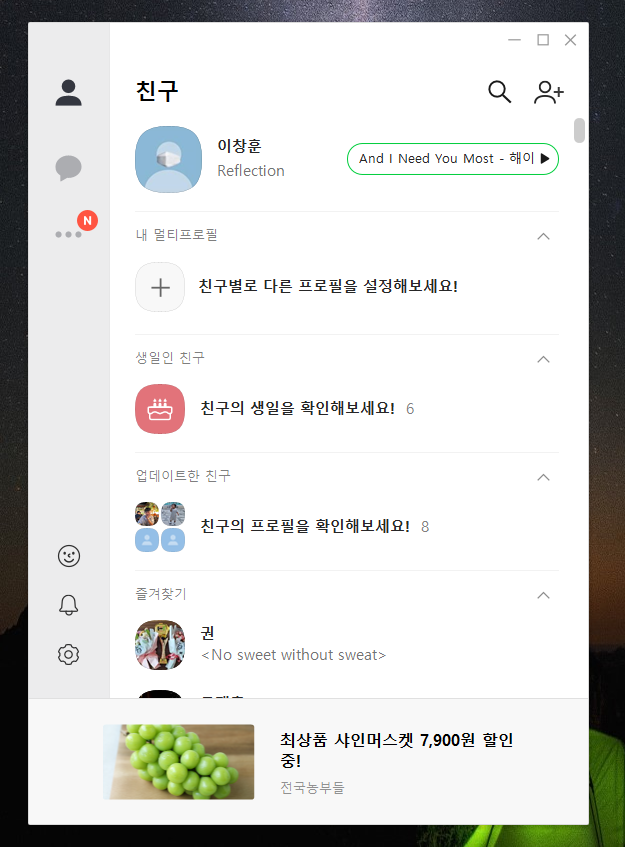 친구
이창훈
Reflection
And I Need You Most - 해이
N
내 멀티프로필
친구별로 다른 프로필을 설정해보세요!
생일인 친구
친구의 생일을 확인해보세요! 6
업데이트한 친구
친구의 프로필을 확인해보세요! 8
즐겨찾기
권
<No sweet without sweat>
최상품 샤인머스켓 7,900원 할인
중!
전국농부들